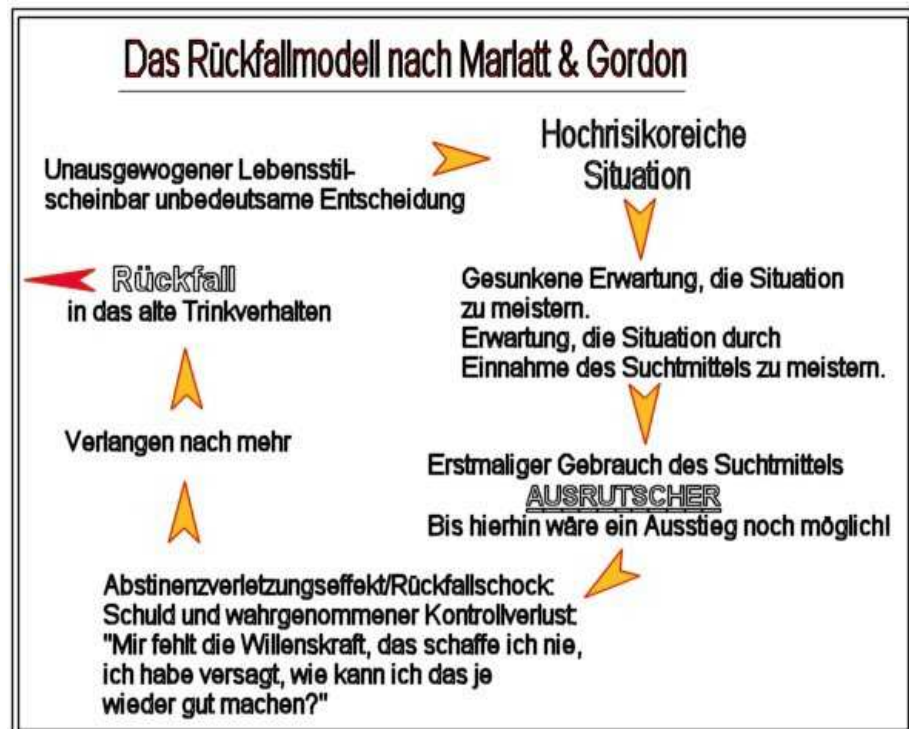 Das Rückfallmodell nach Marlatt & Gordon
Unausgewogener Lebensstil-
scheinbar unbedeutsame Entscheidung
Hochrisikoreiche
Situation
Gesunkene Erwartung, die Situation
zu meistern.
Erwartung, die Situation durch
Einnahme des Suchtmittels zu meistern.
Erstmaliger Gebrauch des Suchtmittels
AUSRUTSCHER
Bis hierhin wäre ein Ausstieg noch möglich!
Abstinenzverletzungseffekt/Rückfallschock:
Schuld und wahrgenommener Kontrollverlust:
"Mir fehlt die Willenskraft, das schaffe ich nie,
ich habe versagt, wie kann ich das je
wieder gut machen?"
Verlangen nach mehr
Rückfall
in das alte Trinkverhalten